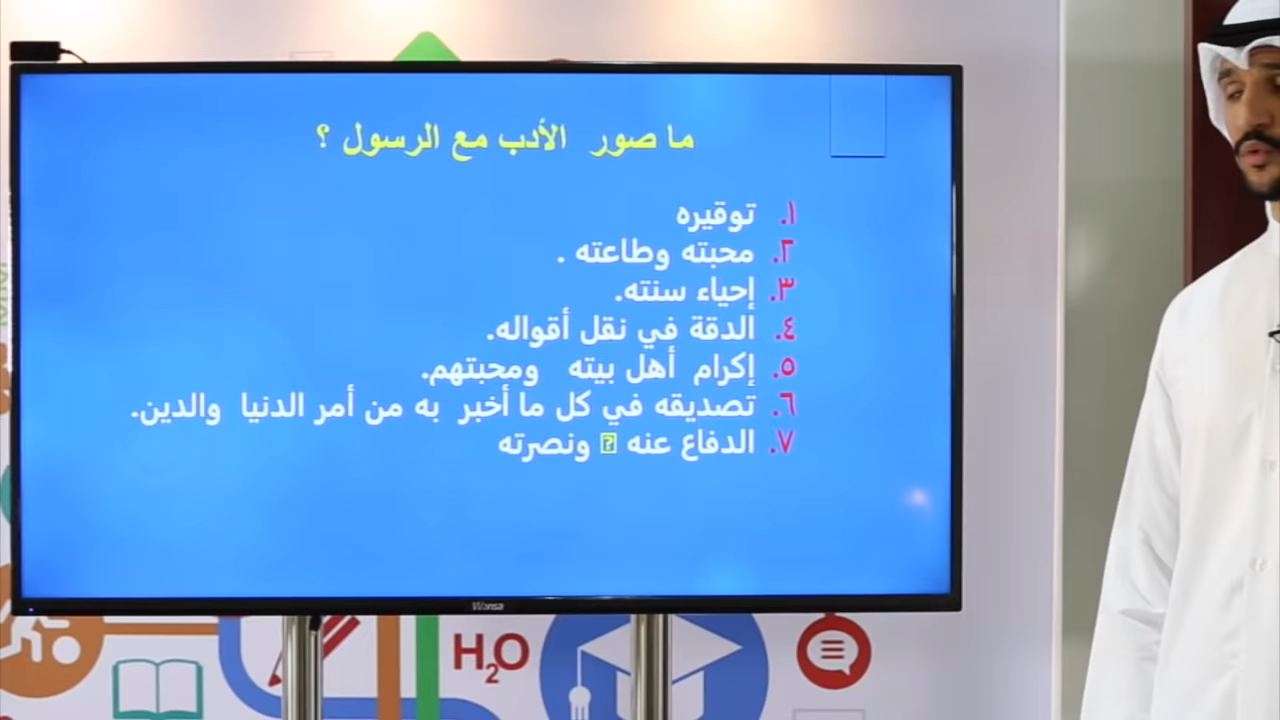 ما صور الأدب مع الرسول ؟
١. توقيره
٢. محبته وطاعته .
٣. إحياء سنته.
٤. الدقة في نقل أقواله.
٥. إكرام أهل بيته ومحبتهم.
٦. تصديقه في كل ما أخبر به من أمر الدنيا والدين.
٧. الدفاع عنه ونصرته
Wansa
H₂O